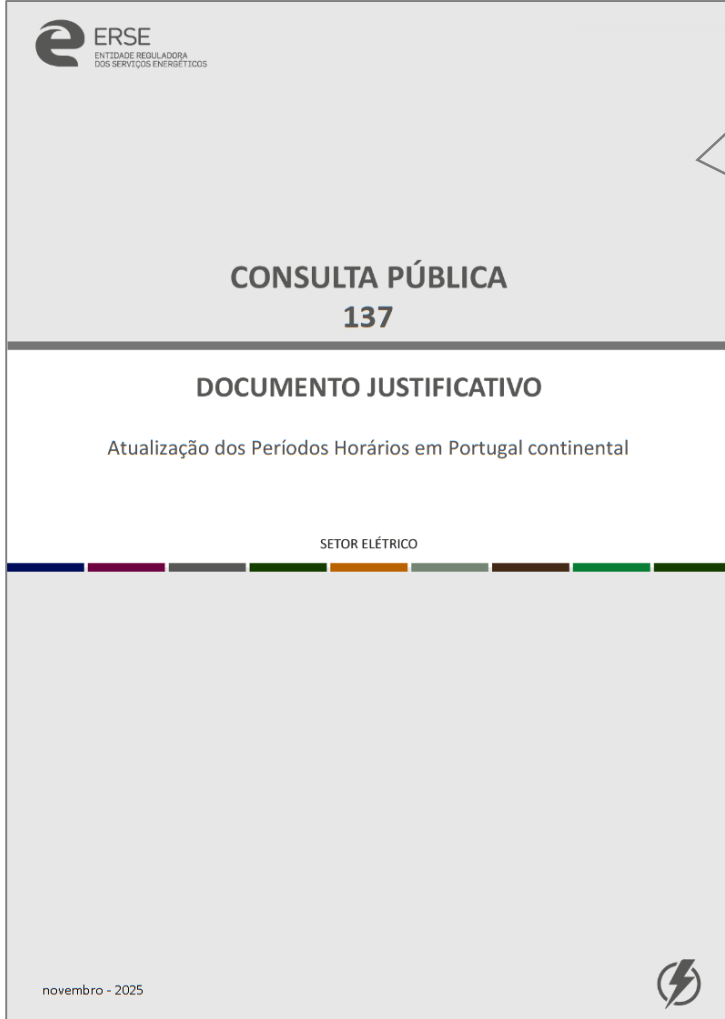 ERSE
ENTIDADE REGULADORA
DOS SERVIÇOS ENERGÉTICOS
CONSULTA PÚBLICA
137
DOCUMENTO JUSTIFICATIVO
Atualização dos Períodos Horários em Portugal continental
SETOR ELÉTRICO
novembro - 2025